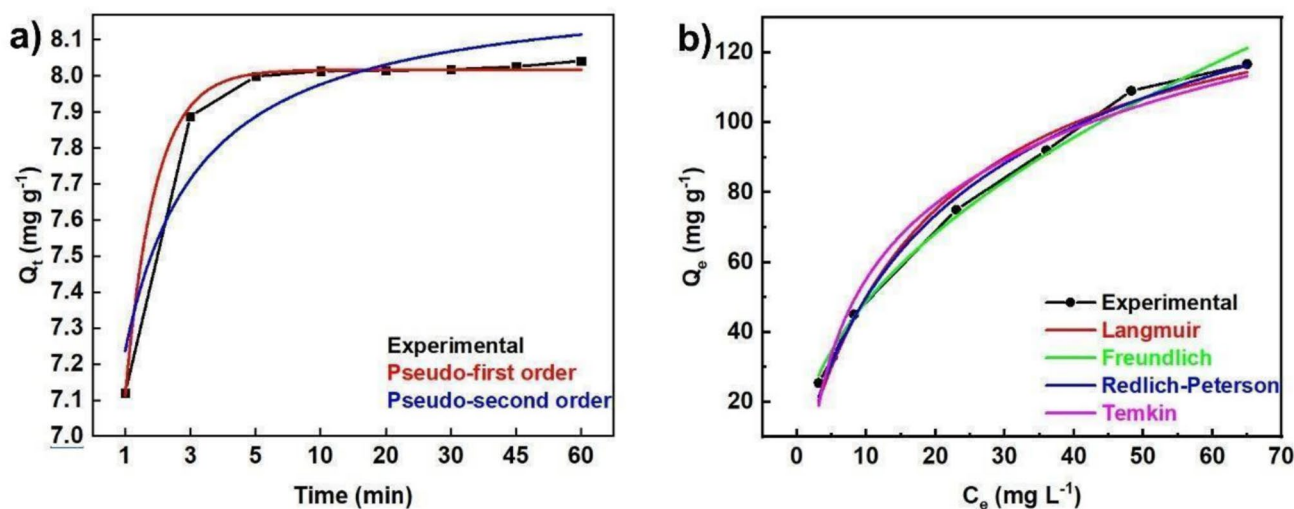 a)
8.1
8.0
7.9
7.8
7.7
7.6
7.5
7.4
7.3
7.2
7.1
7.0
Qt (mg g-1)
Experimental
Pseudo-first order
Pseudo-second order
1 3 5 10 20 30 45 60
Time (min)
b)
120
100
80
60
40
20
Qe (mg g-1)
Experimental
Langmuir
Freundlich
Redlich-Peterson
Temkin
0 10 20 30 40 50 60 70
Ce (mg L-1)